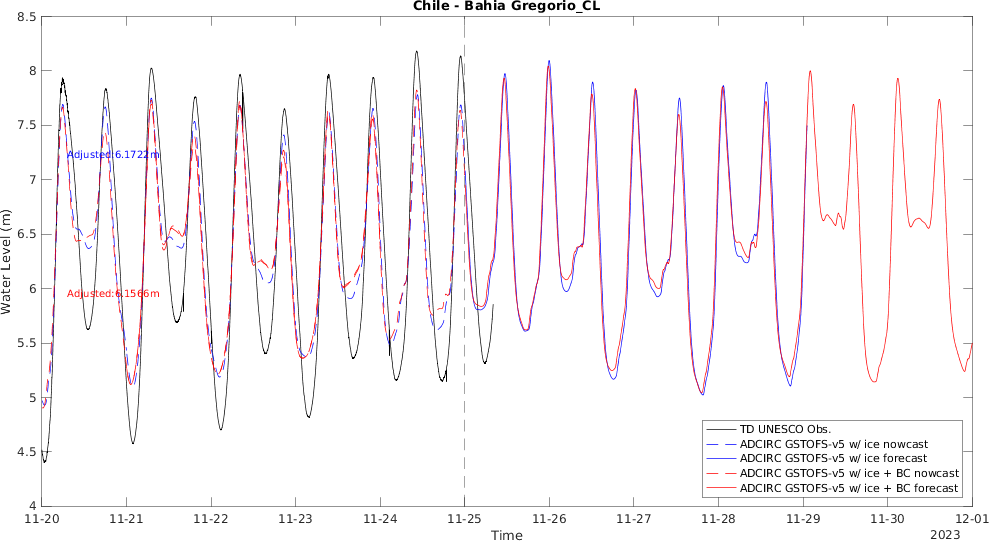 Chile - Bahia Gregorio_CL
8.5
8
7.5
7
6.5
6
5.5
5
4.5
4
Water Level (m)
Adjusted:6.1722m
Adjusted:6.1566m
TD UNESCO Obs.
ADCIRC GSTOFS-v5 w/ ice nowcast
ADCIRC GSTOFS-v5 w/ ice forecast
ADCIRC GSTOFS-v5 w/ ice + BC nowcast
ADCIRC GSTOFS-v5 w/ ice + BC forecast
11-20 11-21 11-22 11-23 11-24 11-25 11-26 11-27 11-28 11-29 11-30 12-01
Time
2023